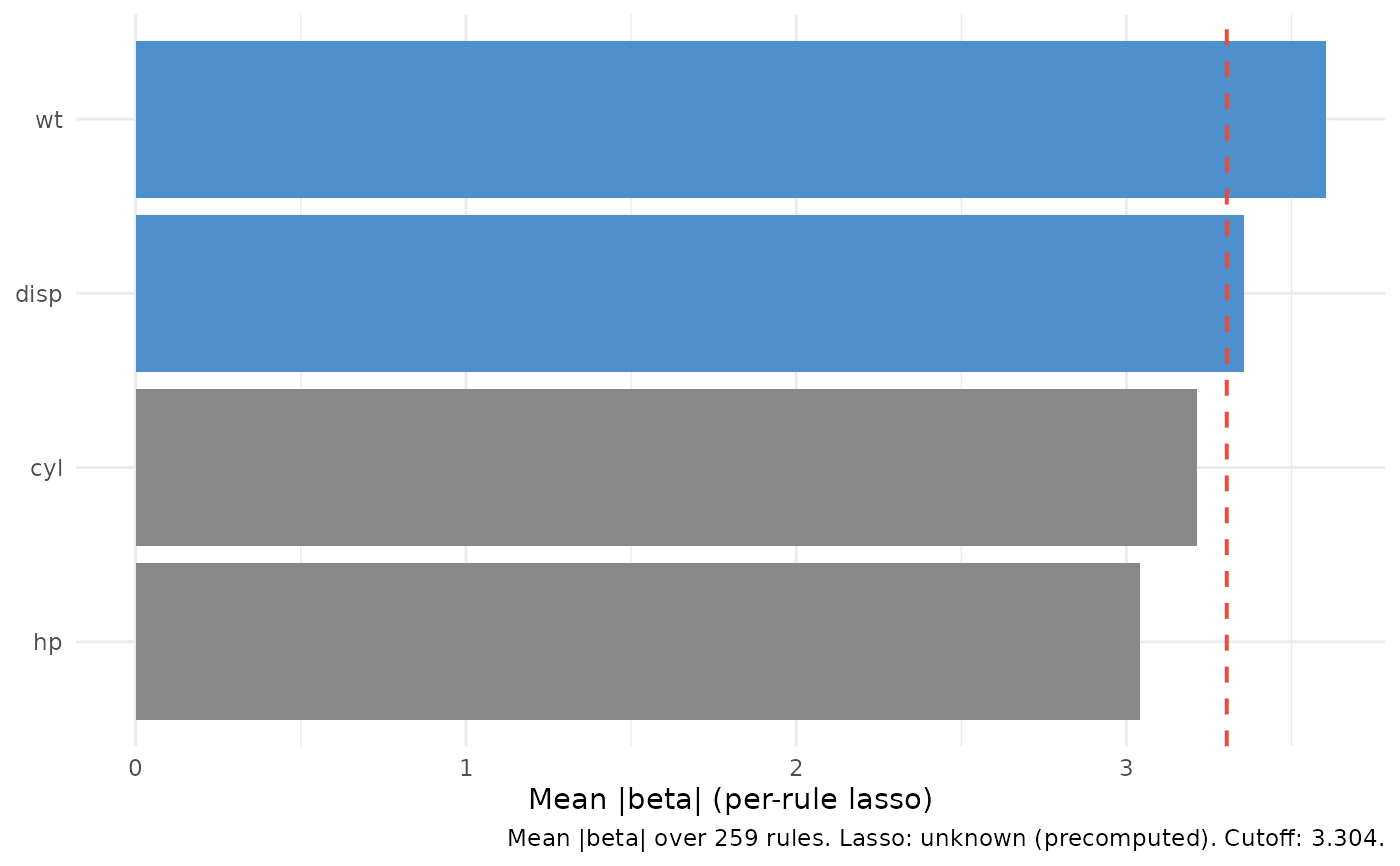 wt
disp
cyl
hp
0 1 2 3
Mean |beta| (per-rule lasso)
Mean |beta| over 259 rules. Lasso: unknown (precomputed). Cutoff: 3.304.